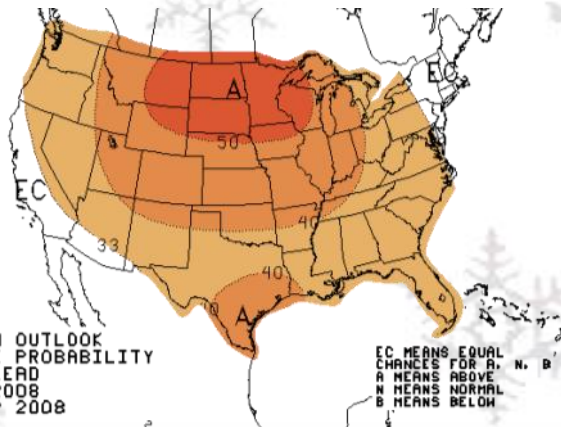 EC
A
50
EC
40
33
40
A
OUTLOOK
PROBABILITY
EAD
008
2008
EC MEANS EQUAL
CHANCES FOR A, N, B
A MEANS ABOVE
N MEANS NORMAL
B MEANS BELOW